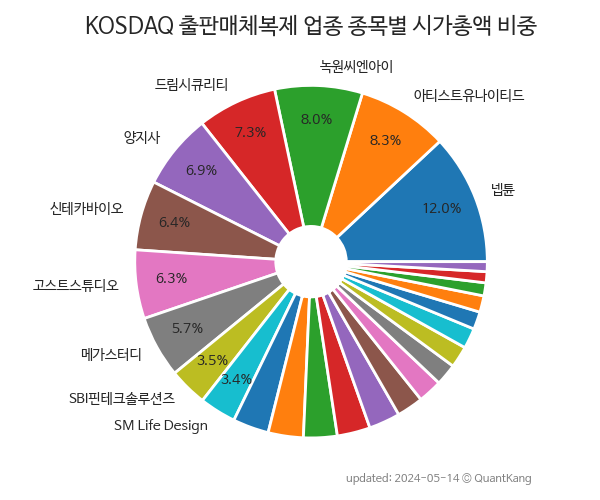 KOSDAQ 출판매체복제 업종 종목별 시가총액 비중
녹원씨엔아이
드림시큐리티
아티스트유나이티드
8.0%
7.3%
8.3%
양지사
6.9%
넵튠
12.0%
신테카바이오
6.4%
6.3%
고스트스튜디오
5.7%
메가스터디
3.5%
3.4%
SBI핀테크솔루션즈
SM Life Design
updated: 2024-05-14 © QuantKang